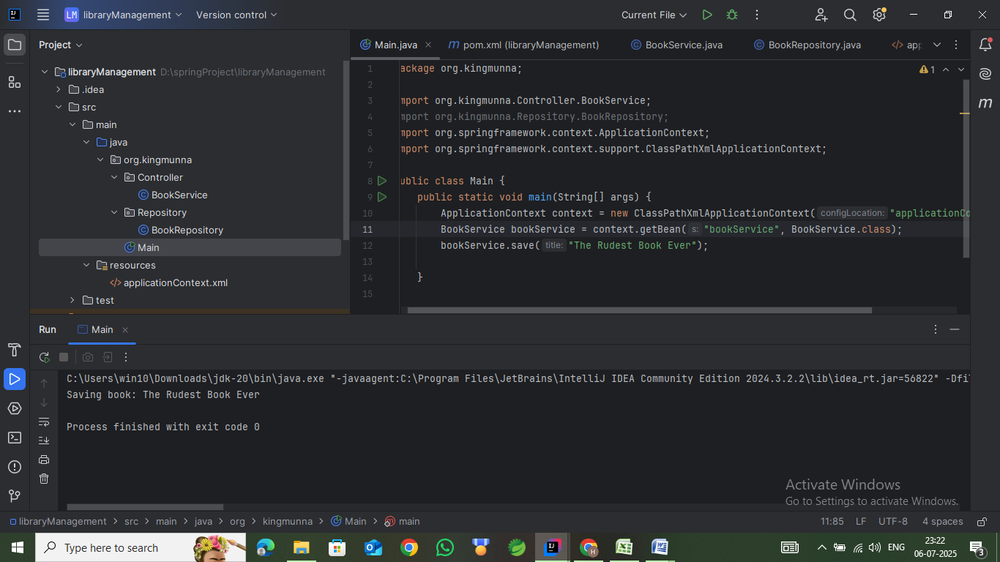 LM libraryManagement Version control Current File
Project
Main.java
pom.xml (libraryManagement)
BookService.java
BookRepository.java
app
libraryManagement D:\springProject\libraryManagement
.idea
src
main
java
org.kingmunna
Controller
BookService
Repository
BookRepository
Main
resources
applicationContext.xml
test
1 ackage org.kingmunna;
2
3 mport org.kingmunna.Controller.BookService;
4 mport org.kingmunna.Repository.BookRepository;
5 mport org.springframework.context.ApplicationContext;
6 mport org.springframework.context.support.ClassPathXmlApplicationContext;
7
8 ublic class Main {
9 public static void main(String[] args) {
10 ApplicationContext context = new ClassPathXmlApplicationContext( configLocation: "applicationCo
11 BookService bookService = context.getBean( s: "bookService", BookService.class);
12 bookService.save( title: "The Rudest Book Ever");
13
14 }
15
1
Run Main
C:\Users\win10\Downloads\jdk-20\bin\java.exe "-javaagent:C:\Program Files\JetBrains\IntelliJ IDEA Community Edition 2024.3.2.2\lib\idea_rt.jar=56822" -Dfil
Saving book: The Rudest Book Ever
Process finished with exit code 0
Activate Windows
Go to Settings to activate Windows.
libraryManagement > src > main > java > org > kingmunna > Main > main 11:85 LF UTF-8 4 spaces
Type here to search
ENG
23:22
06-07-2025
3